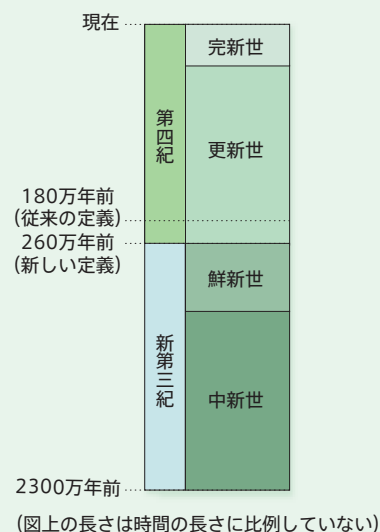 現在
完新世
第四紀
更新世
180万年前
(従来の定義)
260万年前
(新しい定義)
鮮新世
新第三紀
中新世
2300万年前
(図上の長さは時間の長さに比例していない)